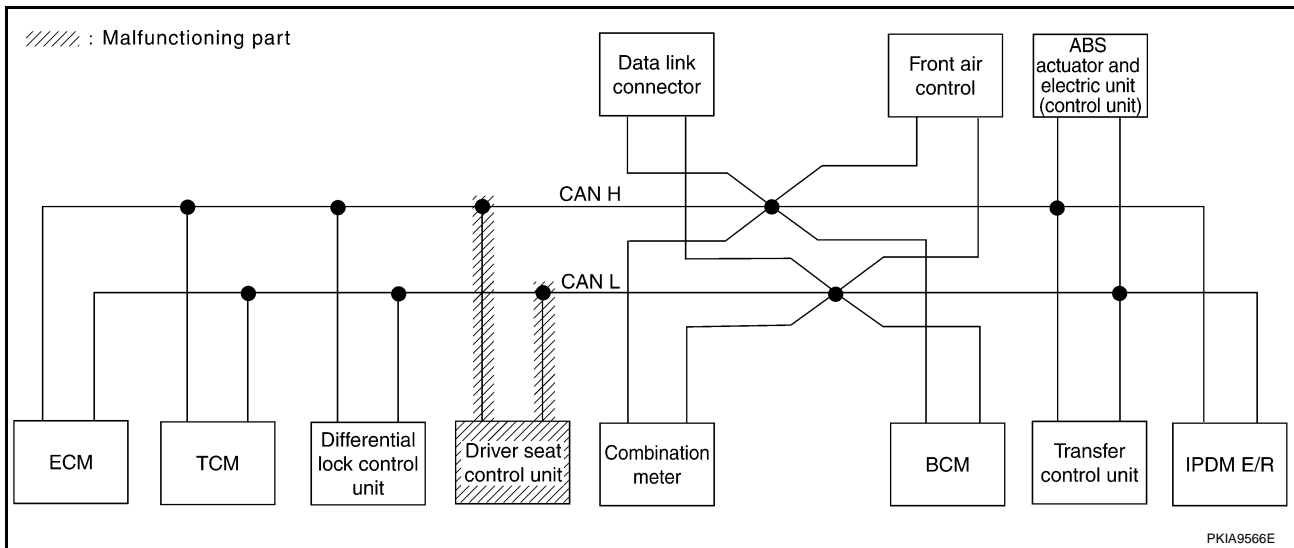 : Malfunctioning part
Data link
connector
Front air
control
ABS
actuator and
electric unit
(control unit)
CAN H
CAN L
ECM
TCM
Differential
lock control
unit
Driver seat
control unit
Combination
meter
BCM
Transfer
control unit
IPDM E/R
PKIA9566E